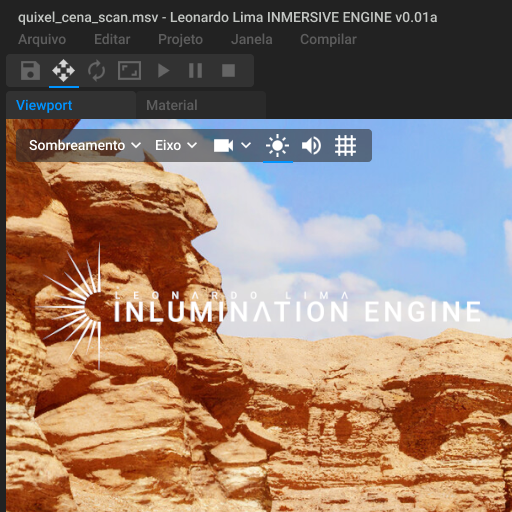 quixel_cena_scan.msv - Leonardo Lima INMERSIVE ENGINE v0.01a
Arquivo Editar Projeto Janela Compilar
Viewport Material
Sombreamento Eixo
LEONARDO LIMA
INLUMINATION ENGINE